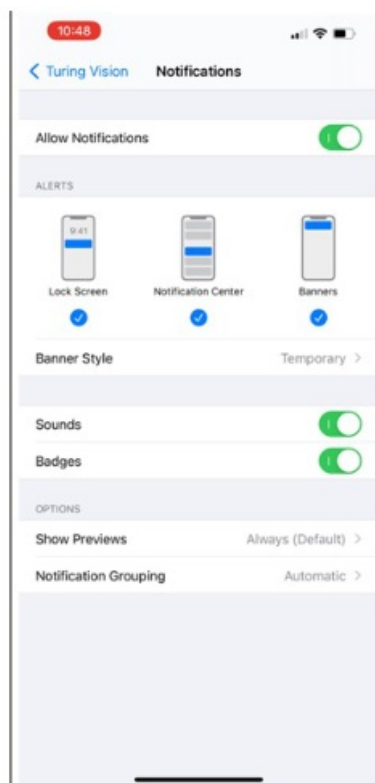 10:48
Turing Vision Notifications
Allow Notifications
ALERTS
9:41
Lock Screen Notification Center Banners
Banner Style Temporary
Sounds
Badges
OPTIONS
Show Previews Always (Default)
Notification Grouping Automatic